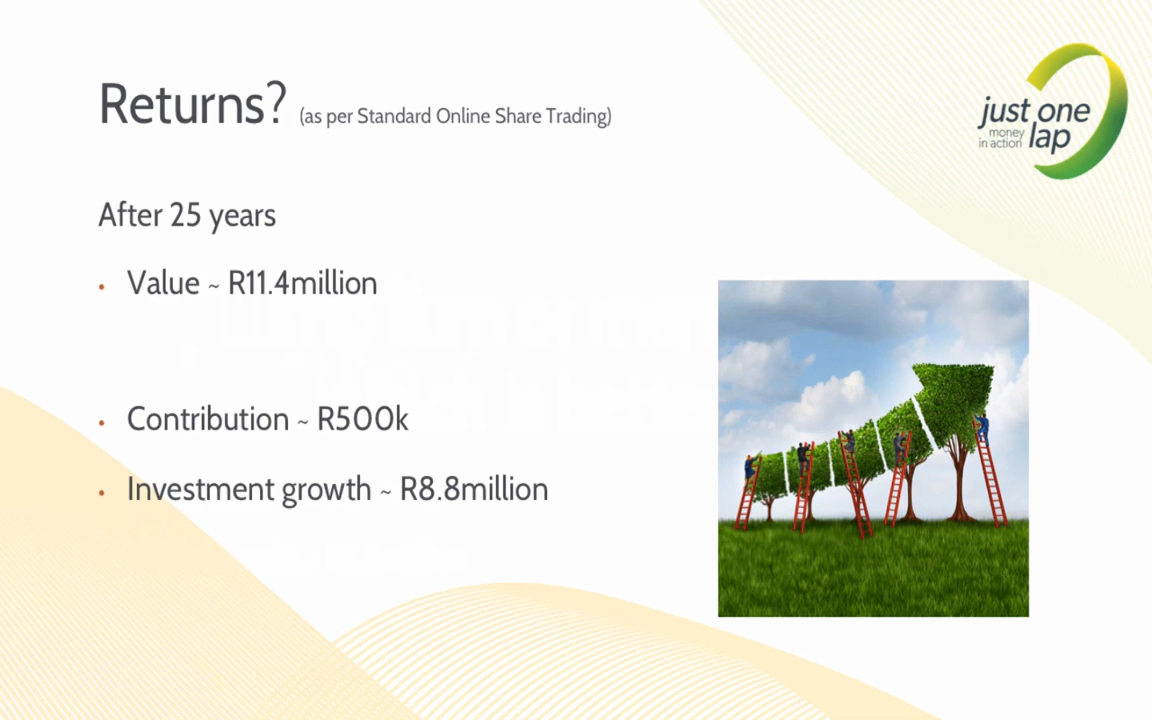 Returns? (as per Standard Online Share Trading)
just one
money
in action lap
After 25 years
• Value ~ R11.4million
• Contribution ~ R500k
• Investment growth ~ R8.8million